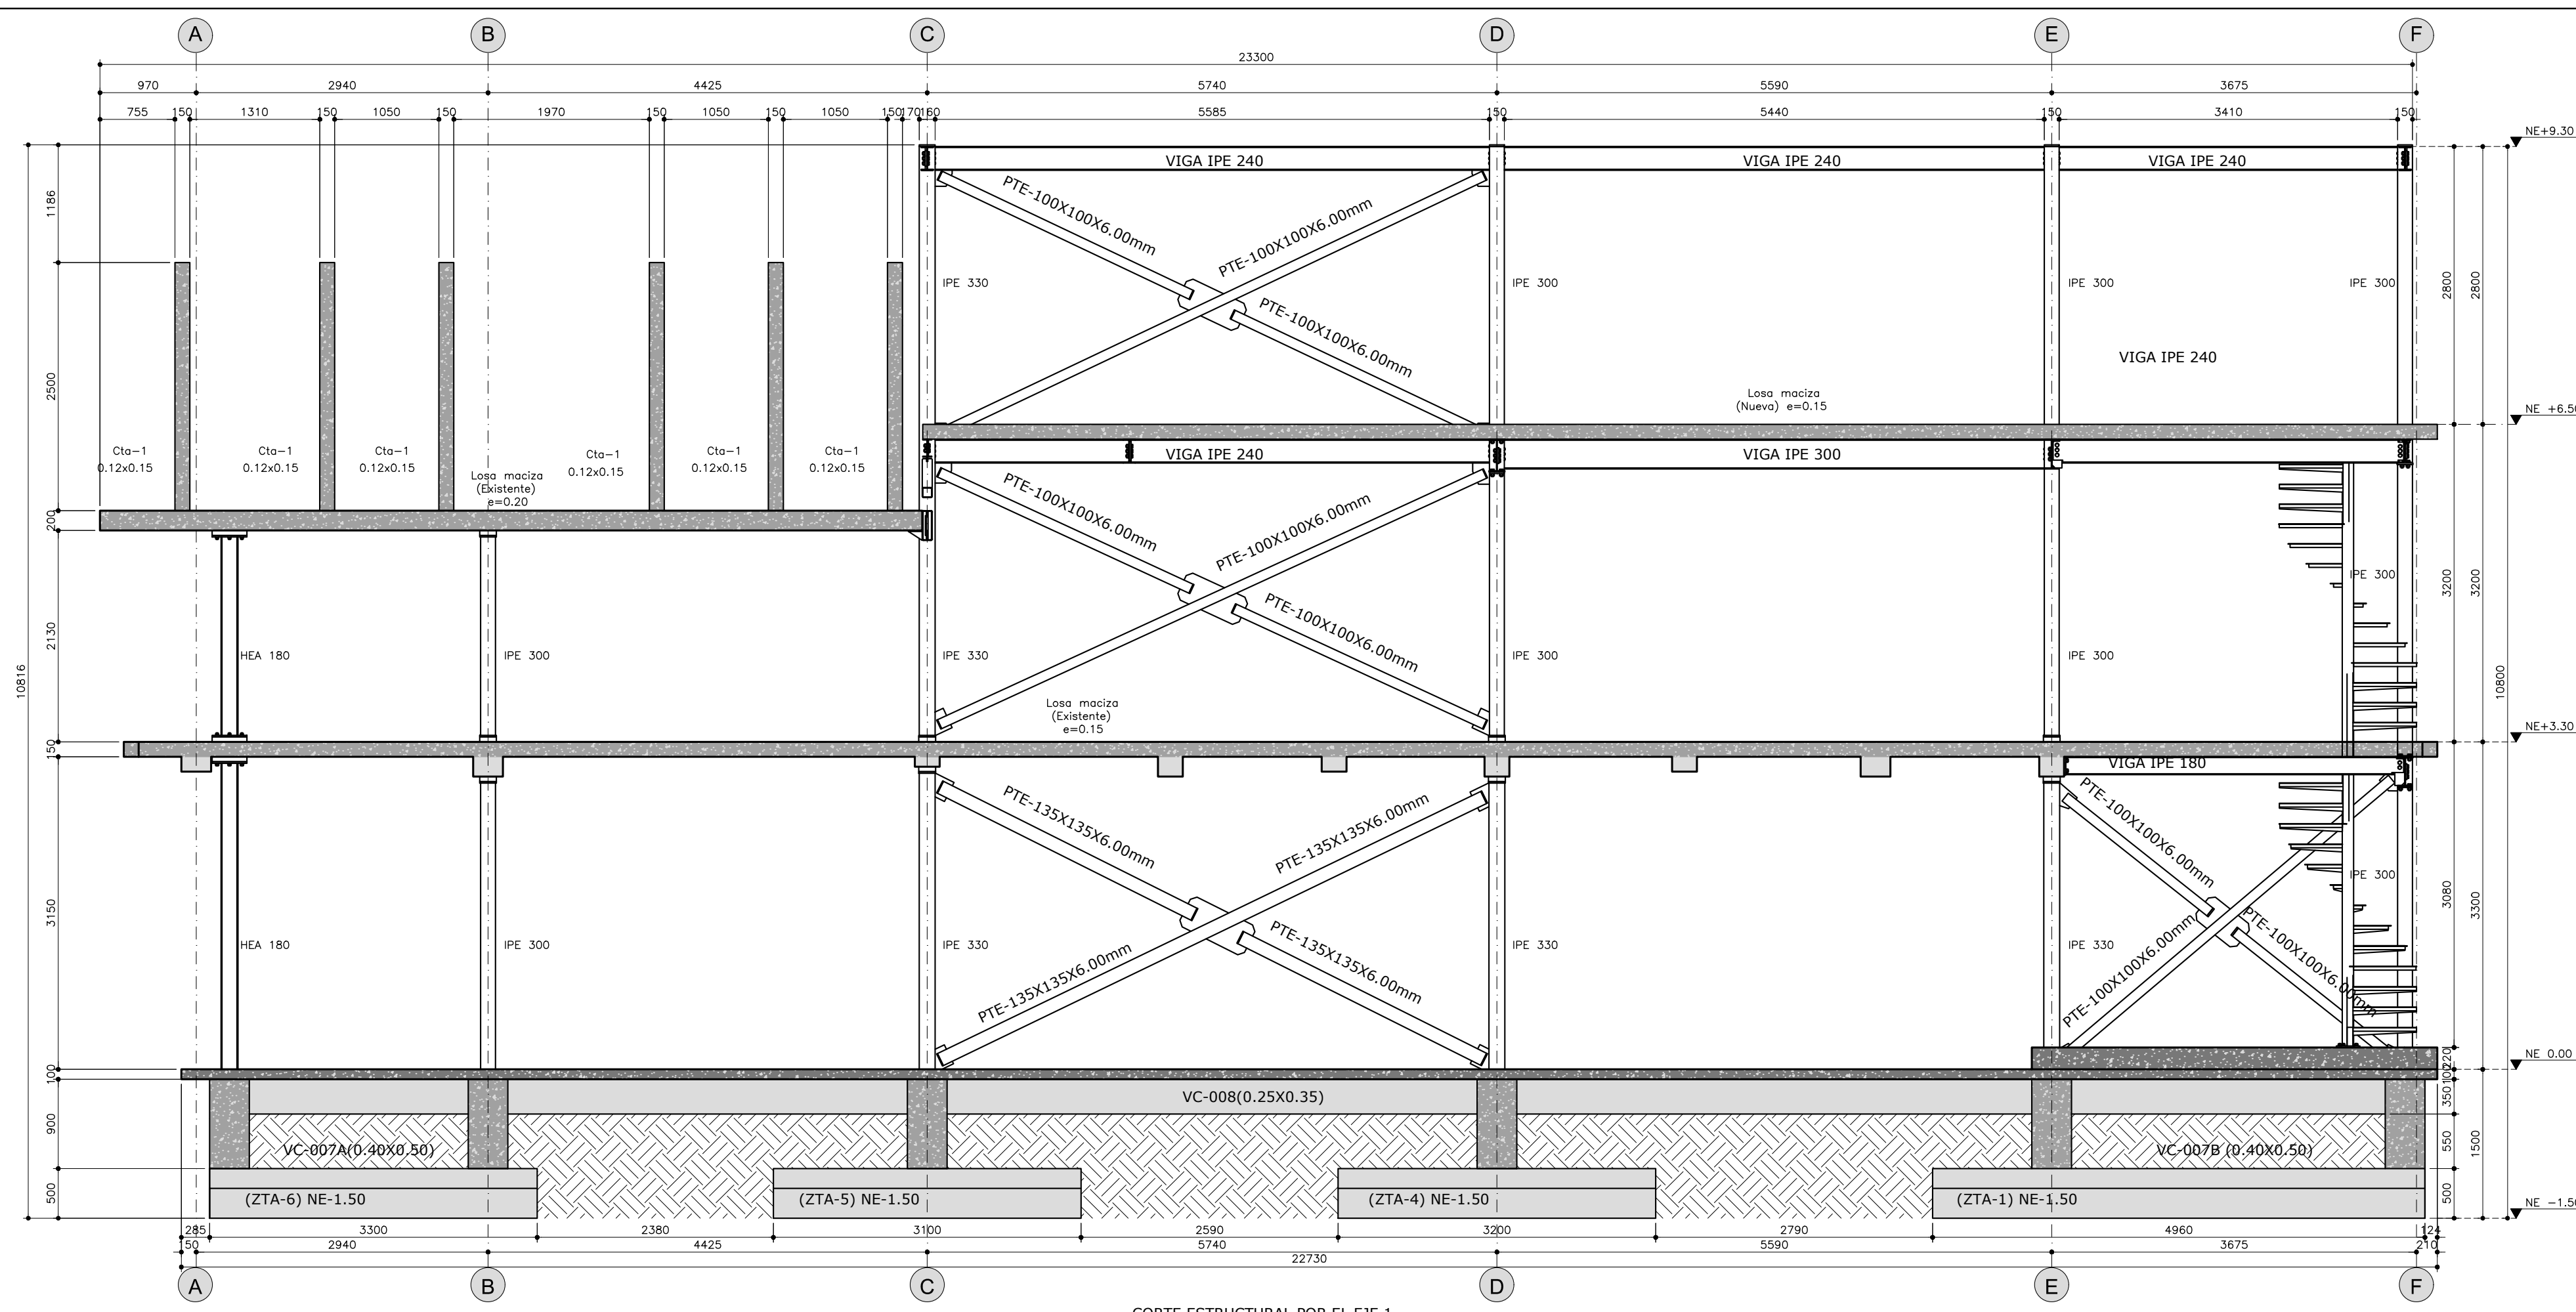 A B C D E F
23300
970 2940 4425 5740 5590 3675
755 150 1310 150 1050 150 1970 150 1050 150 1050 150 170 160 5585 150 5440 150 3410 150
NE+9.30
VIGA IPE 240 VIGA IPE 240 VIGA IPE 240
PTE-100X100X6.00mm
PTE-100X100X6.00mm
PTE-100X100X6.00mm
IPE 330 IPE 300 IPE 300 IPE 300
VIGA IPE 240
Losa maciza
(Nueva) e=0.15
1186
2500
2800 2800
Cta-1
0.12x0.15
Cta-1
0.12x0.15
Cta-1
0.12x0.15
Cta-1
0.12x0.15
Cta-1
0.12x0.15
Cta-1
0.12x0.15
Losa maciza
(Existente)
e=0.20
VIGA IPE 240 VIGA IPE 300
PTE-100X100X6.00mm
PTE-100X100X6.00mm
PTE-100X100X6.00mm
200
2130
10816
3200 3200
10800
IPE 300
HEA 180 IPE 300 IPE 330 IPE 300 IPE 300
Losa maciza
(Existente)
e=0.15
NE+3.30
150
VIGA IPE 180
PTE-135X135X6.00mm
PTE-135X135X6.00mm
PTE-135X135X6.00mm
PTE-135X135X6.00mm
PTE-100X100X6.00mm
PTE-100X100X6.00mm
PTE-100X100X6.00mm
IPE 300
3150
3080 3300
HEA 180 IPE 300 IPE 330 IPE 330 IPE 330
NE 0.00
100
220
100
350
VC-008(0.25X0.35)
900
550
1500
VC-007A(0.40X0.50) VC-007B (0.40X0.50)
(ZTA-6) NE-1.50 (ZTA-5) NE-1.50 (ZTA-4) NE-1.50 (ZTA-1) NE-1.50
500 500
285 3300 2380 3100 2590 3200 2790 4960 124
150 2940 4425 5740 5590 3675 210
22730
A B C D E F
CORTE ESTRUCTURAL POR EL EJE 1